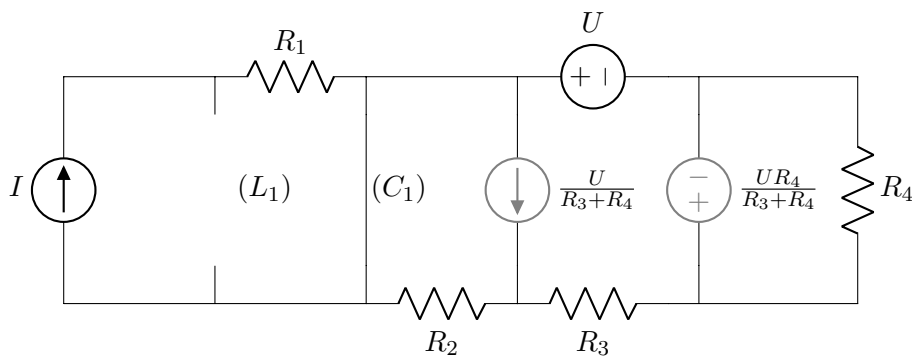 U
R₁
+ −
I
(L₁)
(C₁)
U/(R₃+R₄)
−
+
UR₄/(R₃+R₄)
R₄
R₂
R₃